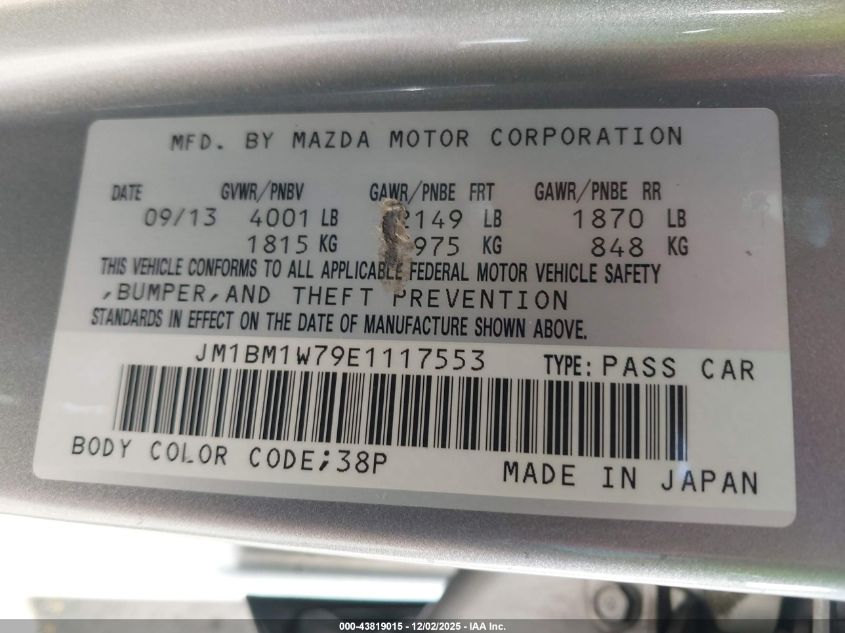 MFD. BY MAZDA MOTOR CORPORATION
DATE GVWR/PNBV GAWR/PNBE FRT GAWR/PNBE RR
09/13 4001 LB 2149 LB 1870 LB
1815 KG 975 KG 848 KG
THIS VEHICLE CONFORMS TO ALL APPLICABLE FEDERAL MOTOR VEHICLE SAFETY
,BUMPER,AND THEFT PREVENTION
STANDARDS IN EFFECT ON THE DATE OF MANUFACTURE SHOWN ABOVE.
JM1BM1W79E1117553 TYPE: PASS CAR
BODY COLOR CODE;38P
MADE IN JAPAN
000-43819015 - 12/02/2025 - IAA Inc.